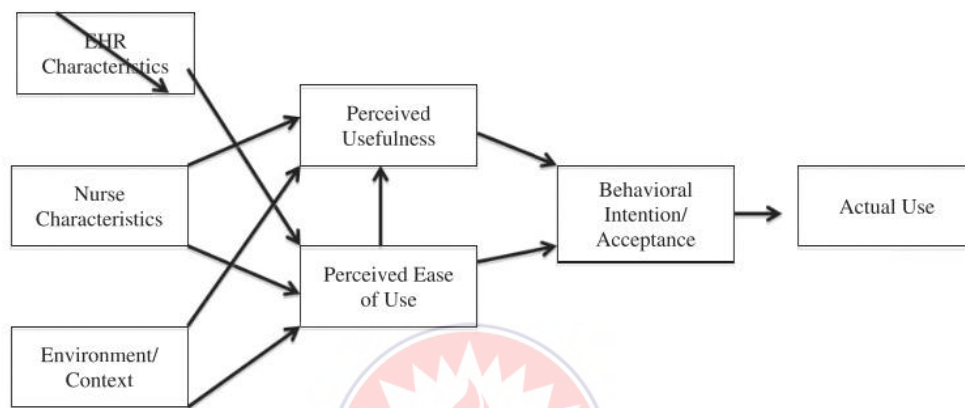 EHR
Characteristics
Perceived
Usefulness
Nurse
Characteristics
Behavioral
Intention/
Acceptance
Actual Use
Perceived Ease
of Use
Environment/
Context